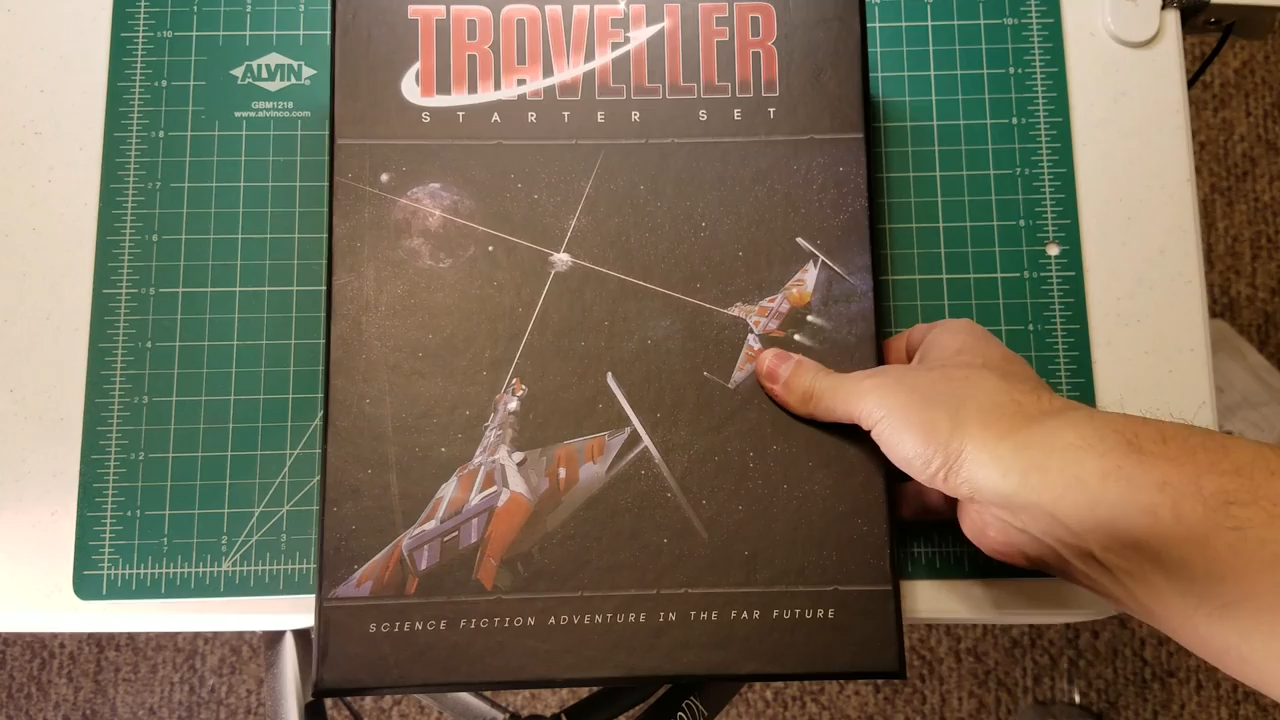 TRAVELLER
STARTER SET
ALVIN
GBM1218
www.alvinco.com
SCIENCE FICTION ADVENTURE IN THE FAR FUTURE